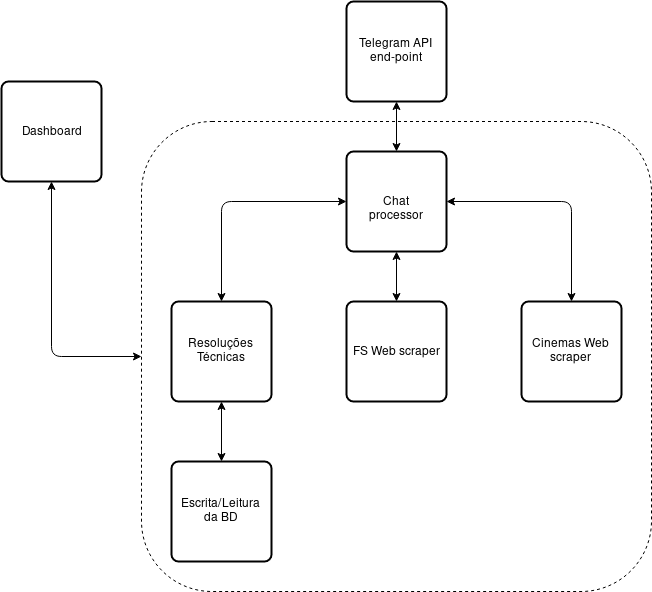 Telegram API
end-point
Dashboard
Chat
processor
Resoluções
Técnicas
FS Web scraper
Cinemas Web
scraper
Escrita/Leitura
da BD